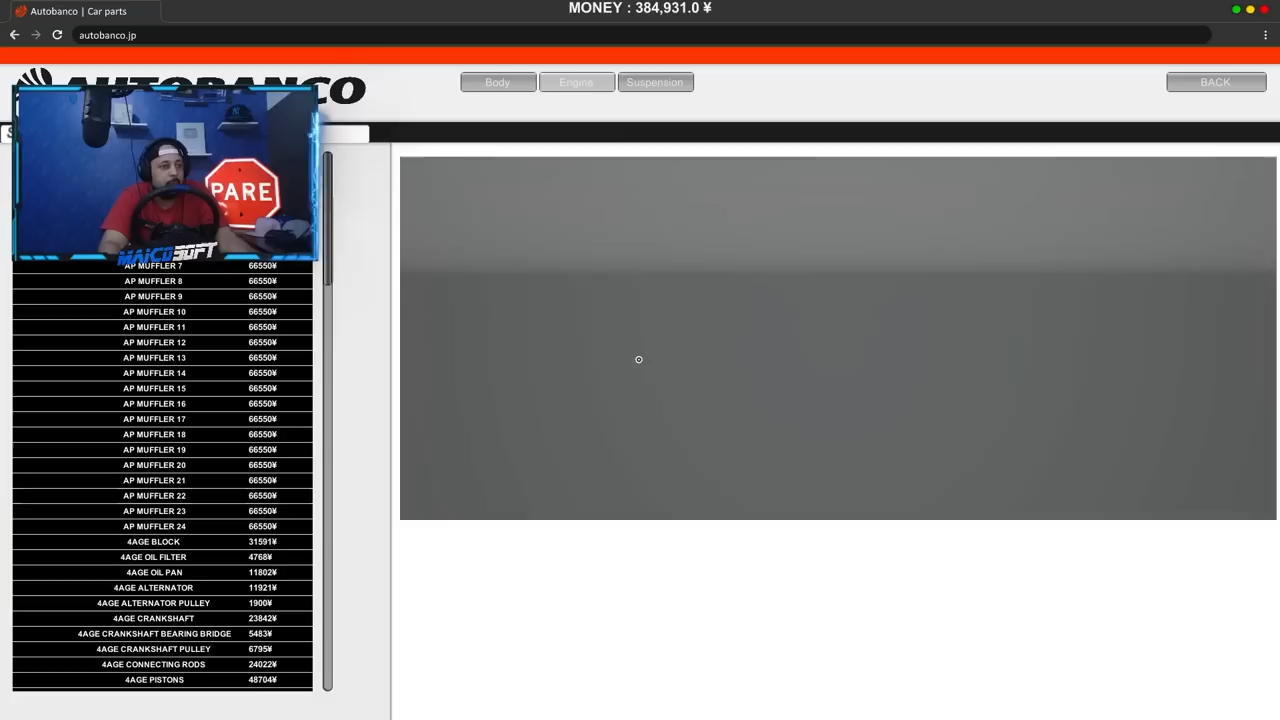 Autobanco | Car parts
MONEY : 384,931.0 ¥
autobanco.jp
AUTOBANCO
Body
Engine
Suspension
BACK
PARE
MAICOSOFT
AP MUFFLER 7 66550¥
AP MUFFLER 8 66550¥
AP MUFFLER 9 66550¥
AP MUFFLER 10 66550¥
AP MUFFLER 11 66550¥
AP MUFFLER 12 66550¥
AP MUFFLER 13 66550¥
AP MUFFLER 14 66550¥
AP MUFFLER 15 66550¥
AP MUFFLER 16 66550¥
AP MUFFLER 17 66550¥
AP MUFFLER 18 66550¥
AP MUFFLER 19 66550¥
AP MUFFLER 20 66550¥
AP MUFFLER 21 66550¥
AP MUFFLER 22 66550¥
AP MUFFLER 23 66550¥
AP MUFFLER 24 66550¥
4AGE BLOCK 31591¥
4AGE OIL FILTER 4768¥
4AGE OIL PAN 11802¥
4AGE ALTERNATOR 11921¥
4AGE ALTERNATOR PULLEY 1900¥
4AGE CRANKSHAFT 23842¥
4AGE CRANKSHAFT BEARING BRIDGE 5483¥
4AGE CRANKSHAFT PULLEY 6795¥
4AGE CONNECTING RODS 24022¥
4AGE PISTONS 48704¥